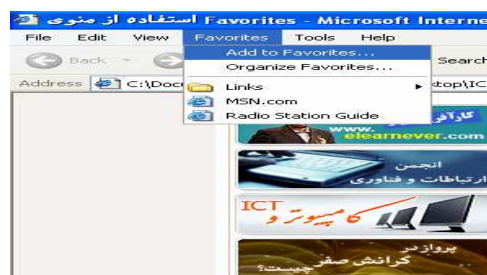 استفاده از منوی Favorites - Microsoft Interne
File Edit View Favorites Tools Help
Add to Favorites...
Organize Favorites...
Back
Search
Address C:\Doc
top\IC
Links
MSN.com
Radio Station Guide
www.
elearnever.com
انجمن
ارتباطات و فناوری
کامپیوتر و ICT
پرواز در
گرانش صفر
چیست؟